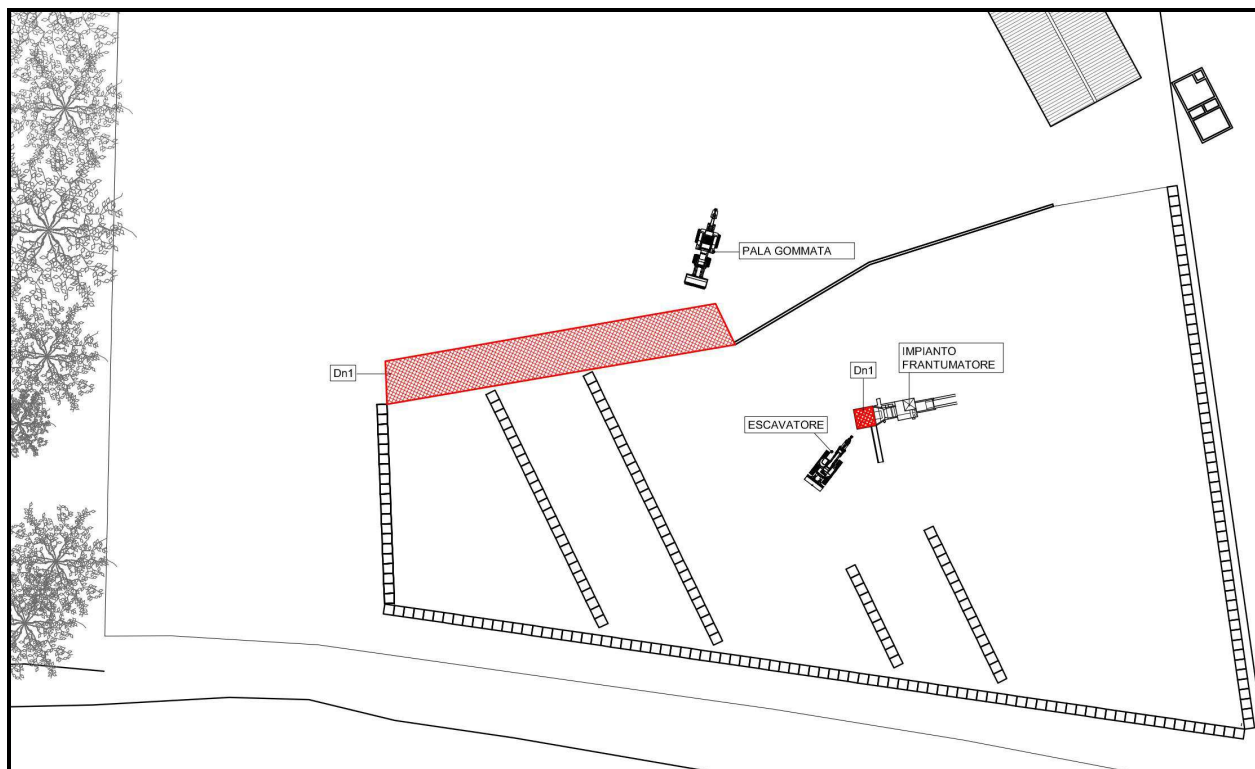 PALA GOMMATA
IMPIANTO
FRANTUMATORE
Dn1
Dn1
ESCAVATORE